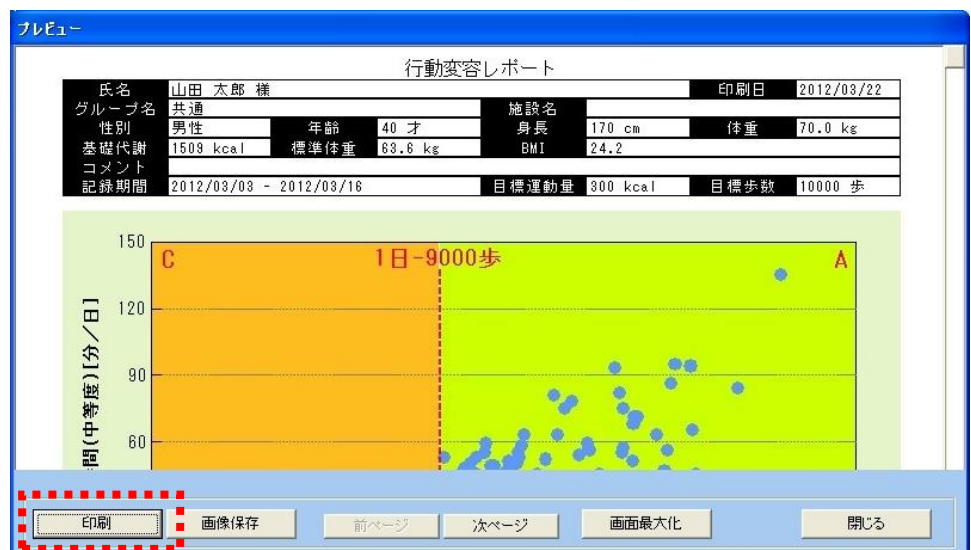 プレビュー
行動変容レポート
氏名 山田 太郎 様 印刷日 2012/03/22
グループ名 共通 施設名
性別 男性 年齢 40 才 身長 170 cm 体重 70.0 kg
基礎代謝 1509 kcal 標準体重 63.6 kg BMI 24.2
コメント
記録期間 2012/03/03 - 2012/03/16 目標運動量 300 kcal 目標歩数 10000 歩
150
C 1日-9000歩 A
120
90
60
間(中等度)[分/日]
印刷 画像保存 前ページ 次ページ 画面最大化 閉じる